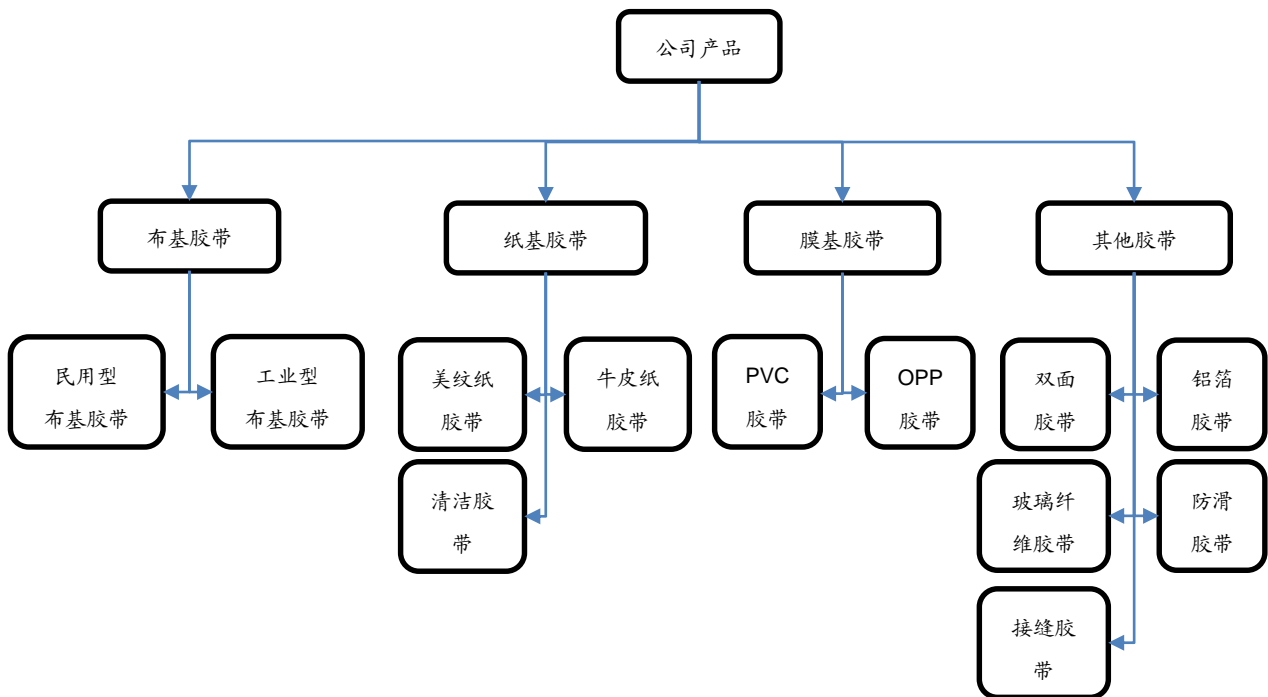 公司产品
布基胶带
纸基胶带
膜基胶带
其他胶带
民用型
布基胶带
工业型
布基胶带
美纹纸
胶带
牛皮纸
胶带
PVC
胶带
OPP
胶带
双面
胶带
铝箔
胶带
清洁胶
带
玻璃纤
维胶带
防滑
胶带
接缝胶
带